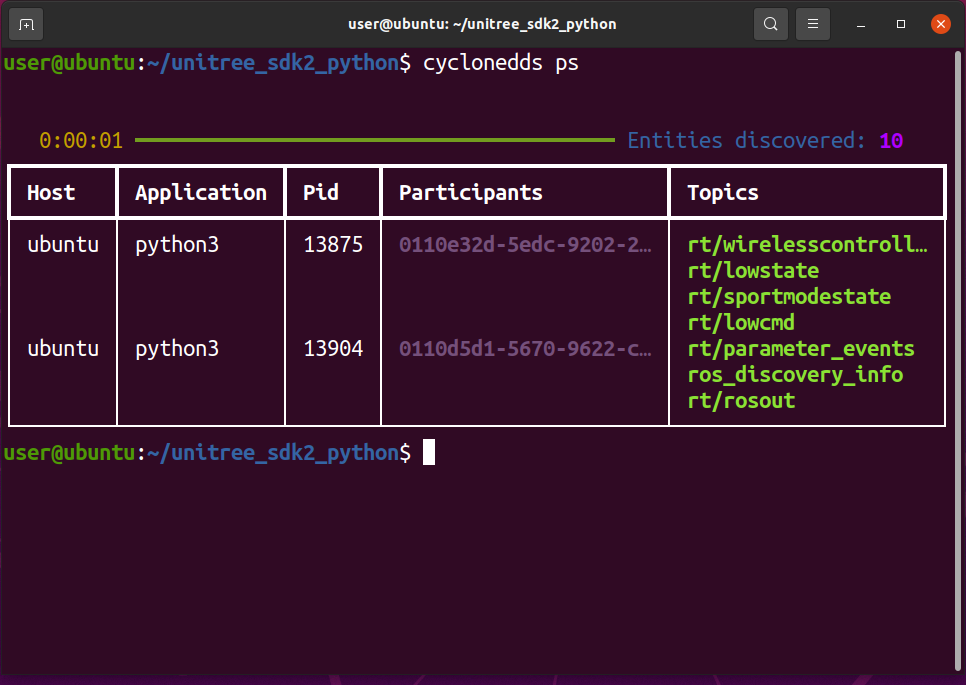 user@ubuntu: ~/unitree_sdk2_python
user@ubuntu:~/unitree_sdk2_python$ cyclonedds ps
0:00:01 Entities discovered: 10
Host Application Pid Participants Topics
ubuntu python3 13875 0110e32d-5edc-9202-2… rt/wirelesscontroll…
rt/lowstate
rt/sportmodestate
rt/lowcmd
ubuntu python3 13904 0110d5d1-5670-9622-c… rt/parameter_events
ros_discovery_info
rt/rosout
user@ubuntu:~/unitree_sdk2_python$